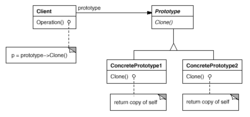 Client
Operation()
prototype
Prototype
Clone()
p = prototype->Clone()
ConcretePrototype1
Clone()
ConcretePrototype2
Clone()
return copy of self
return copy of self